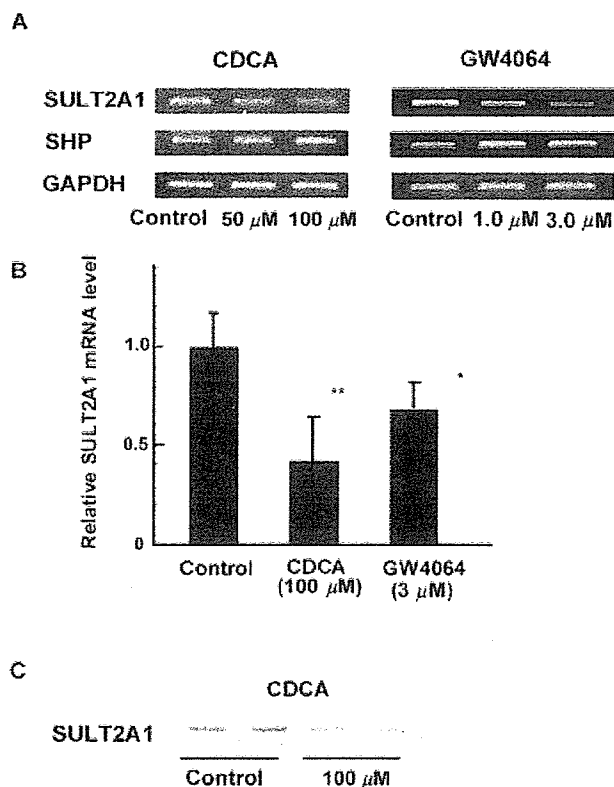 A
CDCA GW4064
SULT2A1
SHP
GAPDH
Control 50 μM 100 μM Control 1.0 μM 3.0 μM
B
Relative SULT2A1 mRNA level
1.0
0.5
0
** *
Control CDCA GW4064
(100 μM) (3 μM)
C
CDCA
SULT2A1
Control 100 μM